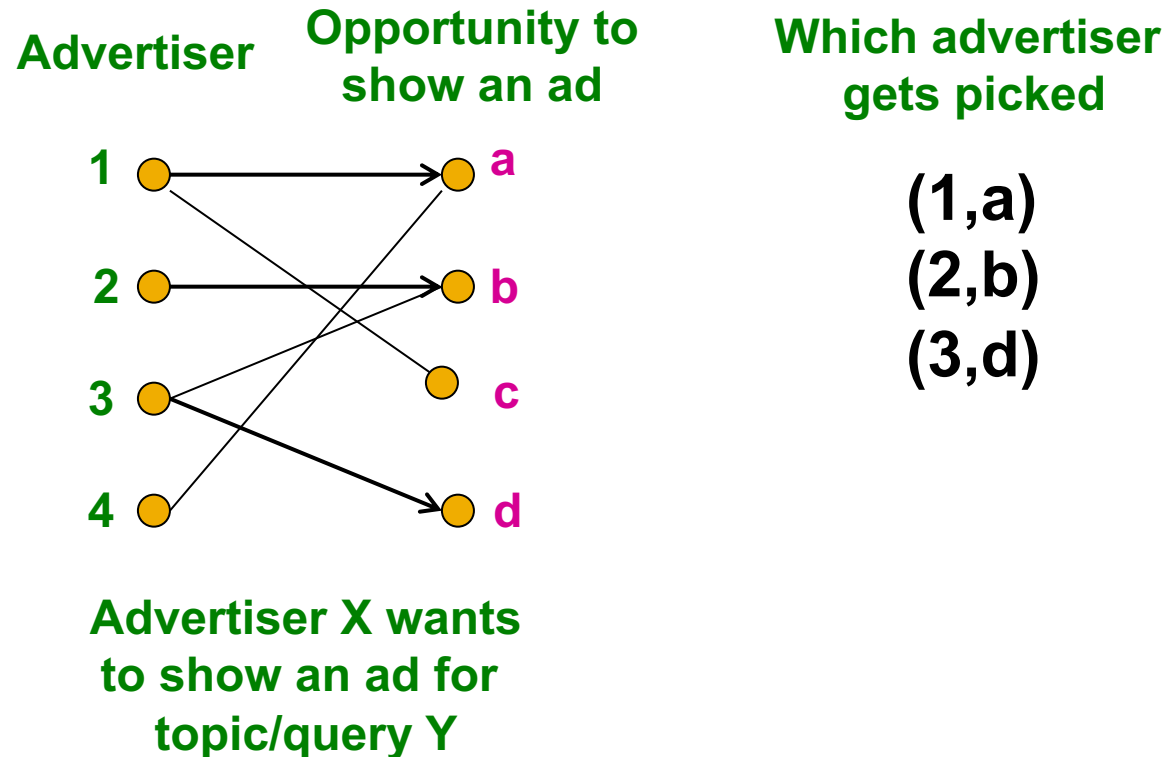 Advertiser
Opportunity to
show an ad
Which advertiser
gets picked
1
a
2
b
3
c
4
d
(1,a)
(2,b)
(3,d)
Advertiser X wants
to show an ad for
topic/query Y